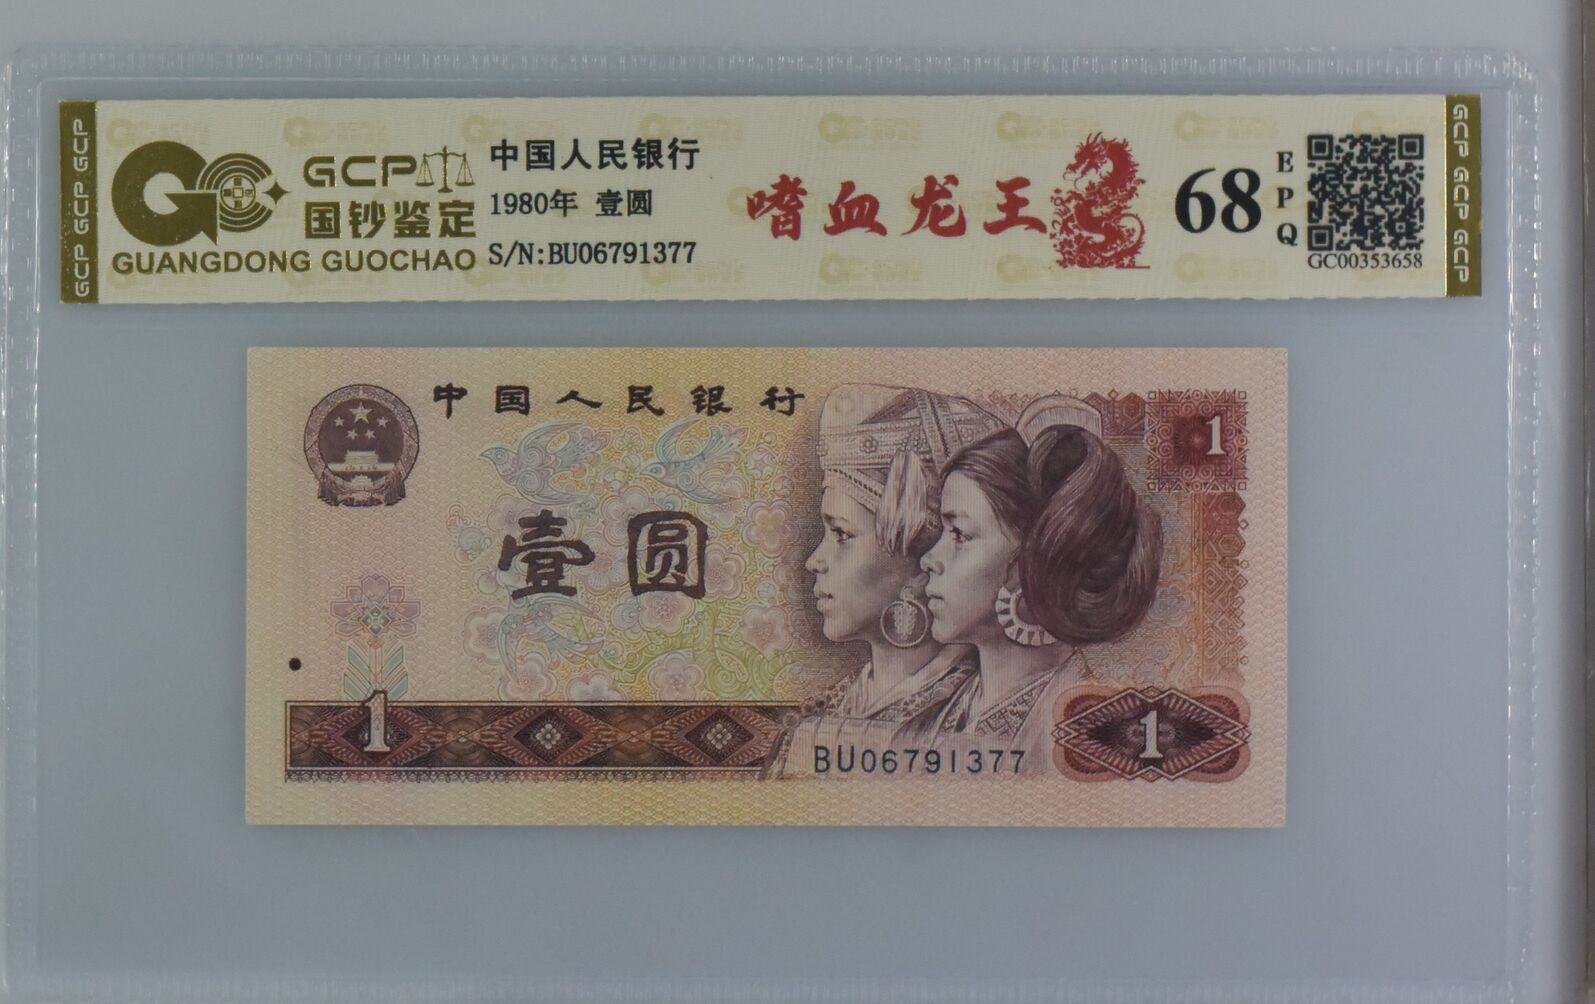 GCP GCP GCP
GCP
国钞鉴定
GUANGDONG GUOCHAO
中国人民银行
1980年 壹圆
S/N:BU06791377
嗜血龙王
68
EPQ
GC00353658
GCP GCP GCP
中国人民银行
1
壹圆
1
BU06791377
1